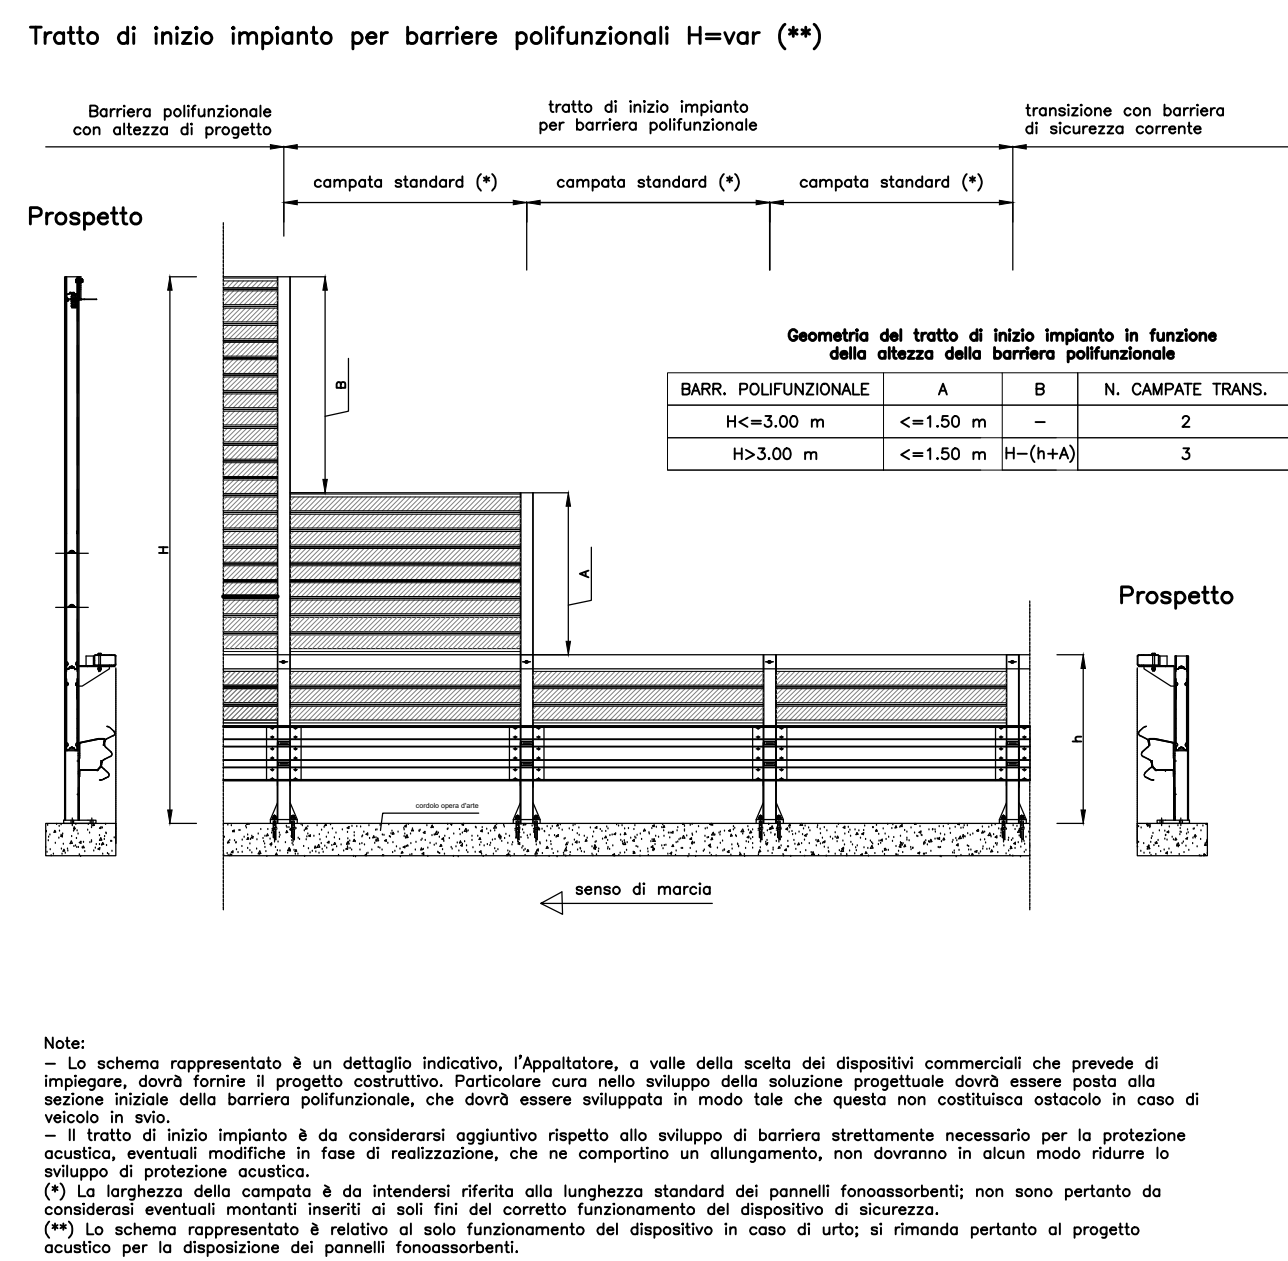 Tratto di inizio impianto per barriere polifunzionali H=var (**)
Barriera polifunzionale
con altezza di progetto
tratto di inizio impianto
per barriera polifunzionale
transizione con barriera
di sicurezza corrente
campata standard (*)
campata standard (*)
campata standard (*)
Prospetto
Geometria del tratto di inizio impianto in funzione
della altezza della barriera polifunzionale
BARR. POLIFUNZIONALE A B N. CAMPATE TRANS.
H<=3.00 m <=1.50 m – 2
H>3.00 m <=1.50 m H–(h+A) 3
B
H
A
Prospetto
h
cordolo opera d'arte
senso di marcia
Note:
– Lo schema rappresentato è un dettaglio indicativo, l'Appaltatore, a valle della scelta dei dispositivi commerciali che prevede di
impiegare, dovrà fornire il progetto costruttivo. Particolare cura nello sviluppo della soluzione progettuale dovrà essere posta alla
sezione iniziale della barriera polifunzionale, che dovrà essere sviluppata in modo tale che questa non costituisca ostacolo in caso di
veicolo in svio.
– Il tratto di inizio impianto è da considerarsi aggiuntivo rispetto allo sviluppo di barriera strettamente necessario per la protezione
acustica, eventuali modifiche in fase di realizzazione, che ne comportino un allungamento, non dovranno in alcun modo ridurre lo
sviluppo di protezione acustica.
(*) La larghezza della campata è da intendersi riferita alla lunghezza standard dei pannelli fonoassorbenti; non sono pertanto da
considerasi eventuali montanti inseriti ai soli fini del corretto funzionamento del dispositivo di sicurezza.
(**) Lo schema rappresentato è relativo al solo funzionamento del dispositivo in caso di urto; si rimanda pertanto al progetto
acustico per la disposizione dei pannelli fonoassorbenti.